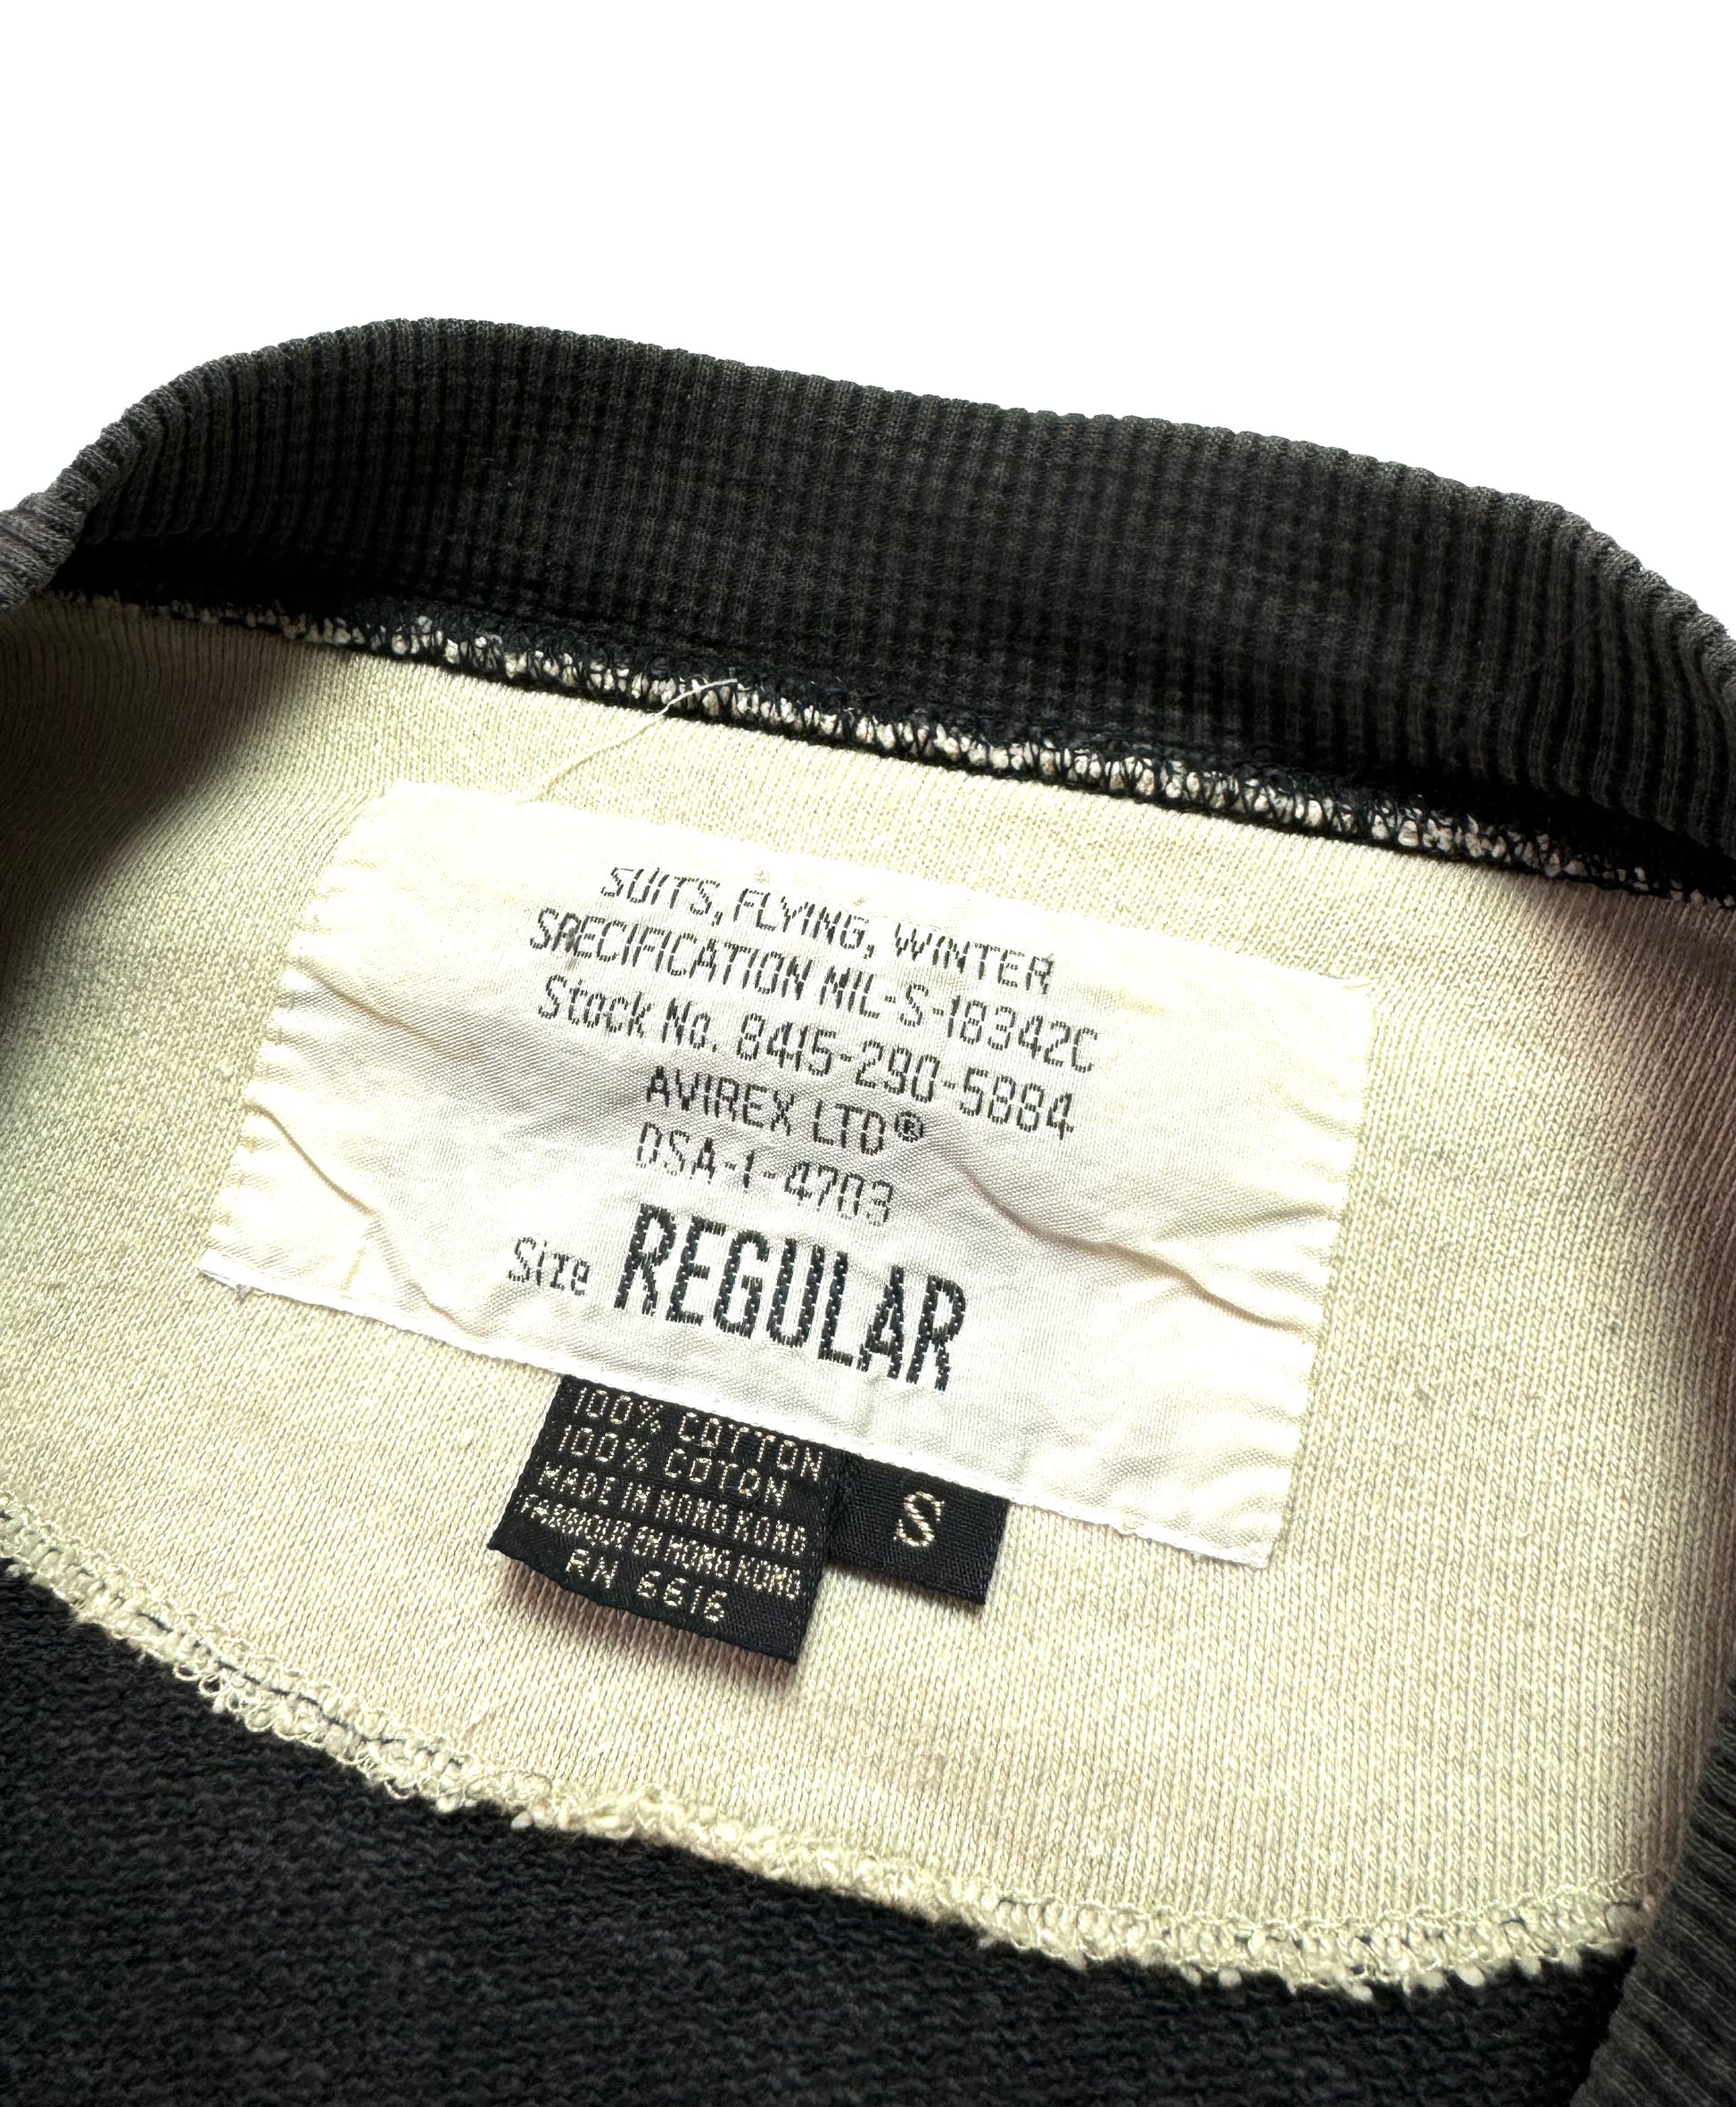 SUITS, FLYING, WINTER
SPECIFICATION MIL-S-18342C
Stock No. 8415-290-5884
AVIREX LTD®
DSA-1-4703
Size REGULAR
100% COTTON
100% COTON
MADE IN HONG KONG
FABRIQUE EN HONG KONG
RN 6616
S